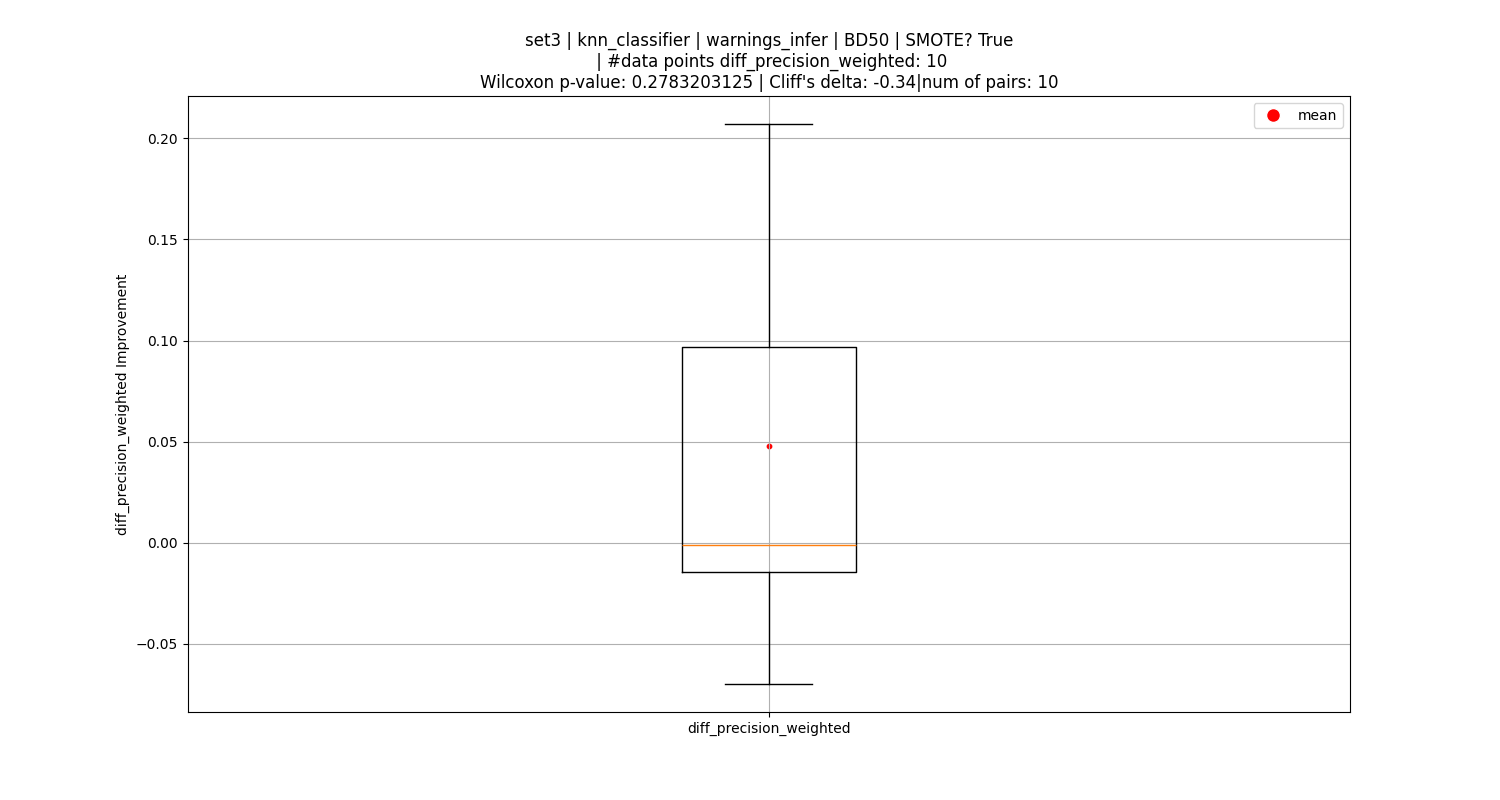 set3 | knn_classifier | warnings_infer | BD50 | SMOTE? True
| #data points diff_precision_weighted: 10
Wilcoxon p-value: 0.2783203125 | Cliff's delta: -0.34|num of pairs: 10
mean
0.20
0.15
0.10
0.05
0.00
−0.05
diff_precision_weighted Improvement
diff_precision_weighted